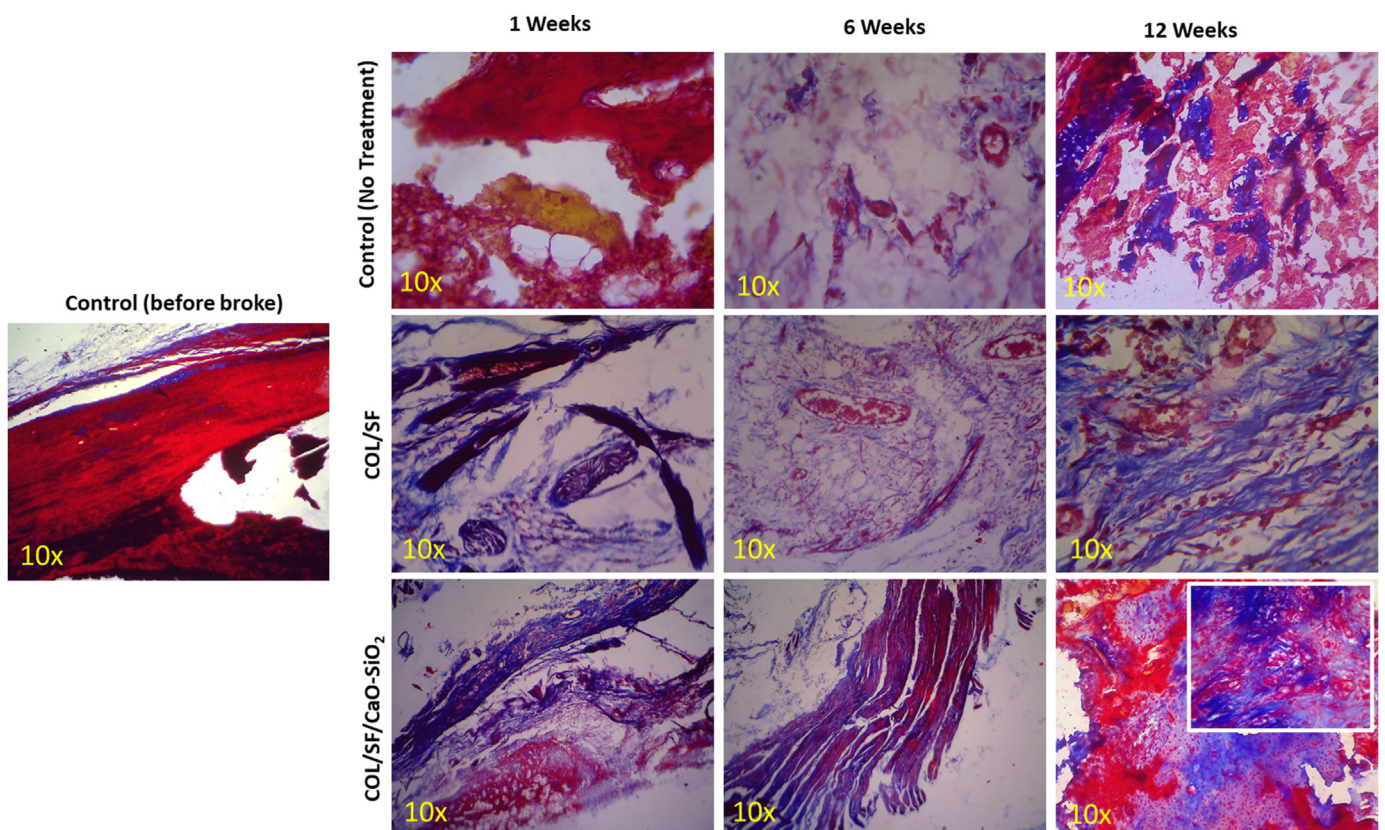 1 Weeks
6 Weeks
12 Weeks
Control (No Treatment)
10x
10x
10x
Control (before broke)
10x
COL/SF
10x
10x
10x
COL/SF/CaO-SiO₂
10x
10x
10x